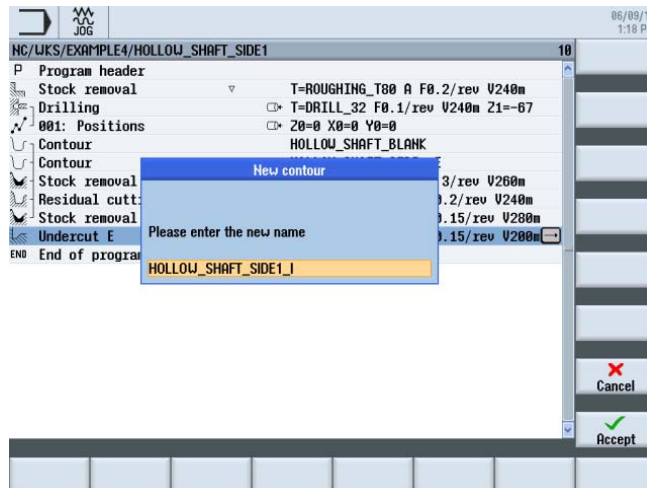 JOG
06/09/1
1:18 P
NC/WKS/EXAMPLE4/HOLLOW_SHAFT_SIDE1 10
P Program header
Stock removal ▽ T=ROUGHING_T80 A F0.2/rev V240m
Drilling T=DRILL_32 F0.1/rev V240m Z1=-67
001: Positions Z0=0 X0=0 Y0=0
Contour HOLLOW_SHAFT_BLANK
Contour
Stock removal 3/rev V260m
Residual cutt: .2/rev V240m
Stock removal .15/rev V280m
Undercut E .15/rev V200m
END End of program
New contour
Please enter the new name
HOLLOW_SHAFT_SIDE1_I
Cancel
Accept